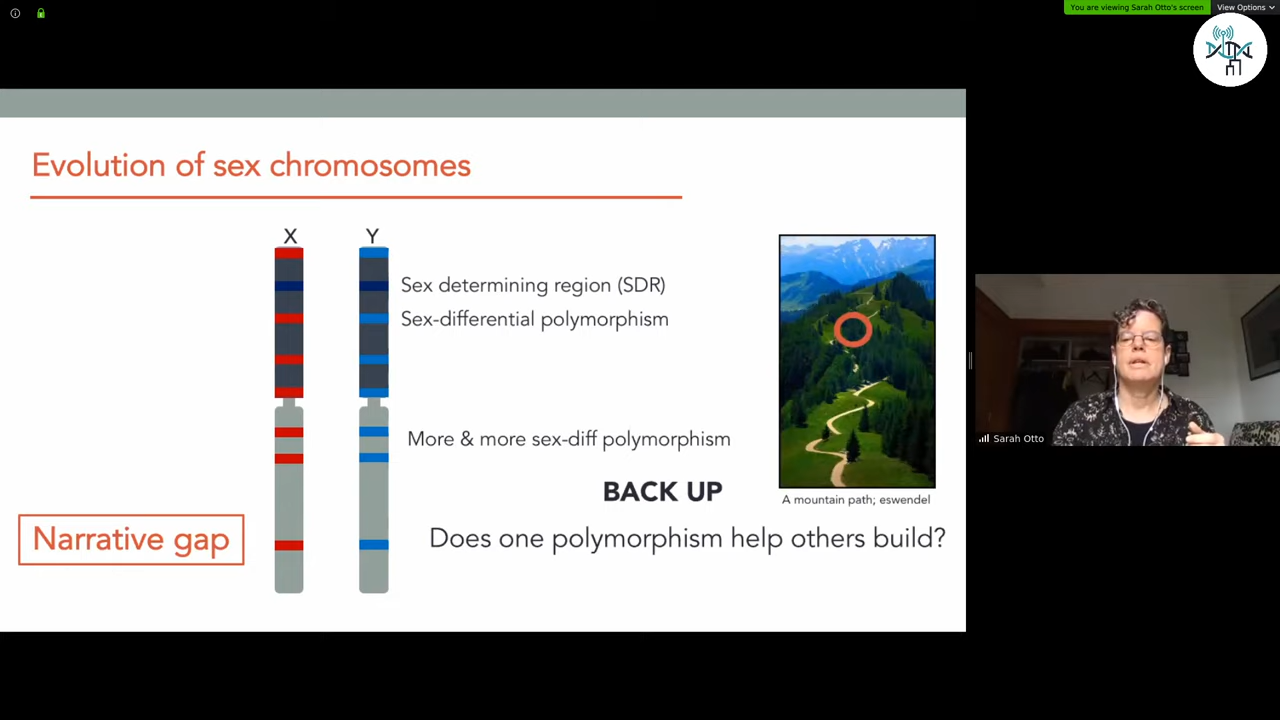 You are viewing Sarah Otto's screen
View Options
Evolution of sex chromosomes
X
Y
Sex determining region (SDR)
Sex-differential polymorphism
More & more sex-diff polymorphism
BACK UP
A mountain path; eswendel
Narrative gap
Does one polymorphism help others build?
Sarah Otto